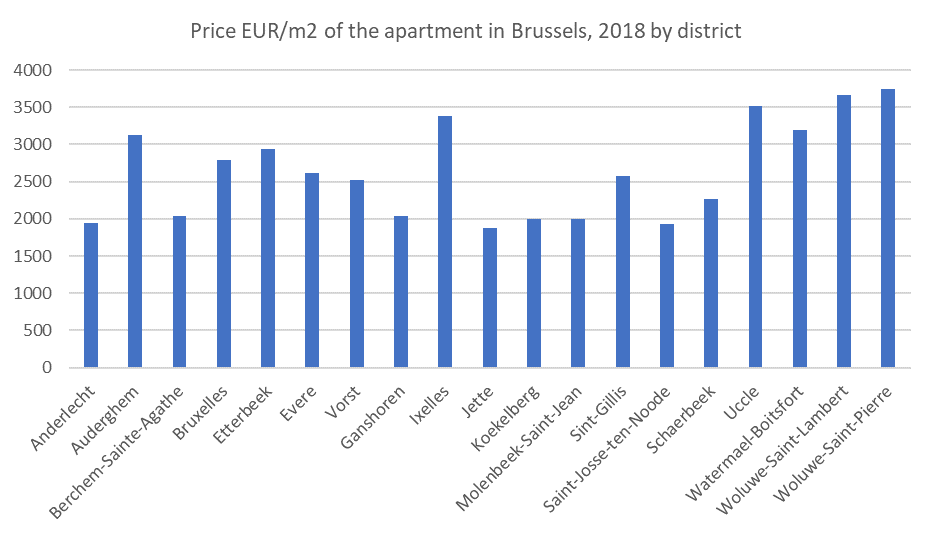 Price EUR/m2 of the apartment in Brussels, 2018 by district
4000
3500
3000
2500
2000
1500
1000
500
0
Anderlecht
Auderghem
Berchem-Sainte-Agathe
Bruxelles
Etterbeek
Evere
Vorst
Ganshoren
Ixelles
Jette
Koekelberg
Molenbeek-Saint-Jean
Sint-Gillis
Saint-Josse-ten-Noode
Schaerbeek
Uccle
Watermael-Boitsfort
Woluwe-Saint-Lambert
Woluwe-Saint-Pierre